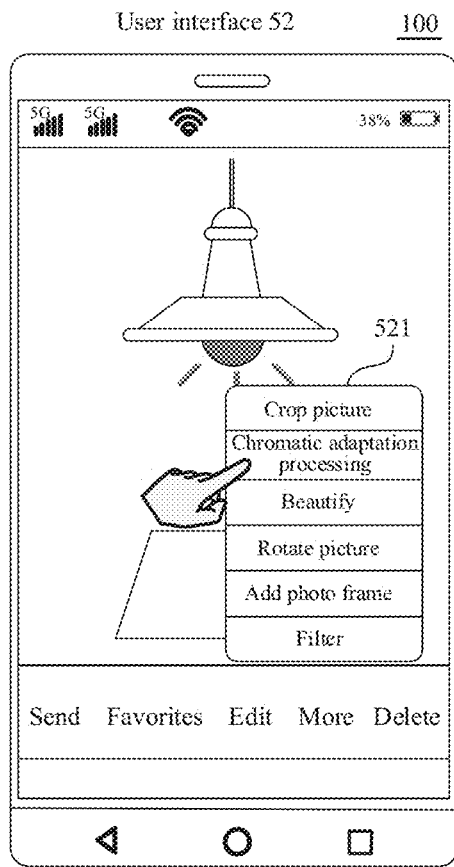 User interface 52 100
5G 5G 38%
521
Crop picture
Chromatic adaptation
processing
Beautify
Rotate picture
Add photo frame
Filter
Send Favorites Edit More Delete